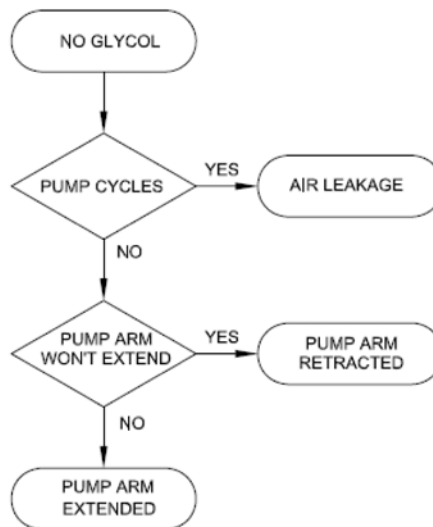 NO GLYCOL
YES
PUMP CYCLES
AIR LEAKAGE
NO
PUMP ARM
WON'T EXTEND
YES
PUMP ARM
RETRACTED
NO
PUMP ARM
EXTENDED